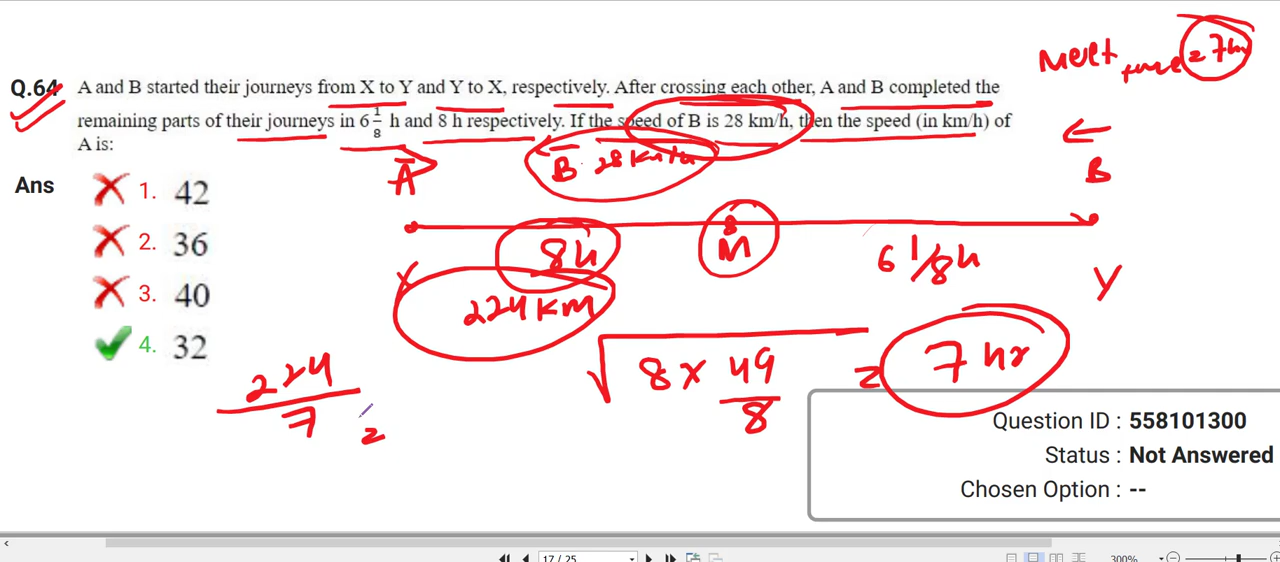 Meet time = 7hr
Q.64 A and B started their journeys from X to Y and Y to X, respectively. After crossing each other, A and B completed the
remaining parts of their journeys in 6 1/8 h and 8 h respectively. If the speed of B is 28 km/h, then the speed (in km/h) of
A is:
A B 28 Km/h B
Ans 1. 42
2. 36
3. 40
4. 32
8h M 6 1/8 h
X 224 KM Y
224/7 =
√(8 × 49/8) = 7 hr
Question ID : 558101300
Status : Not Answered
Chosen Option : --
17 / 25
300%